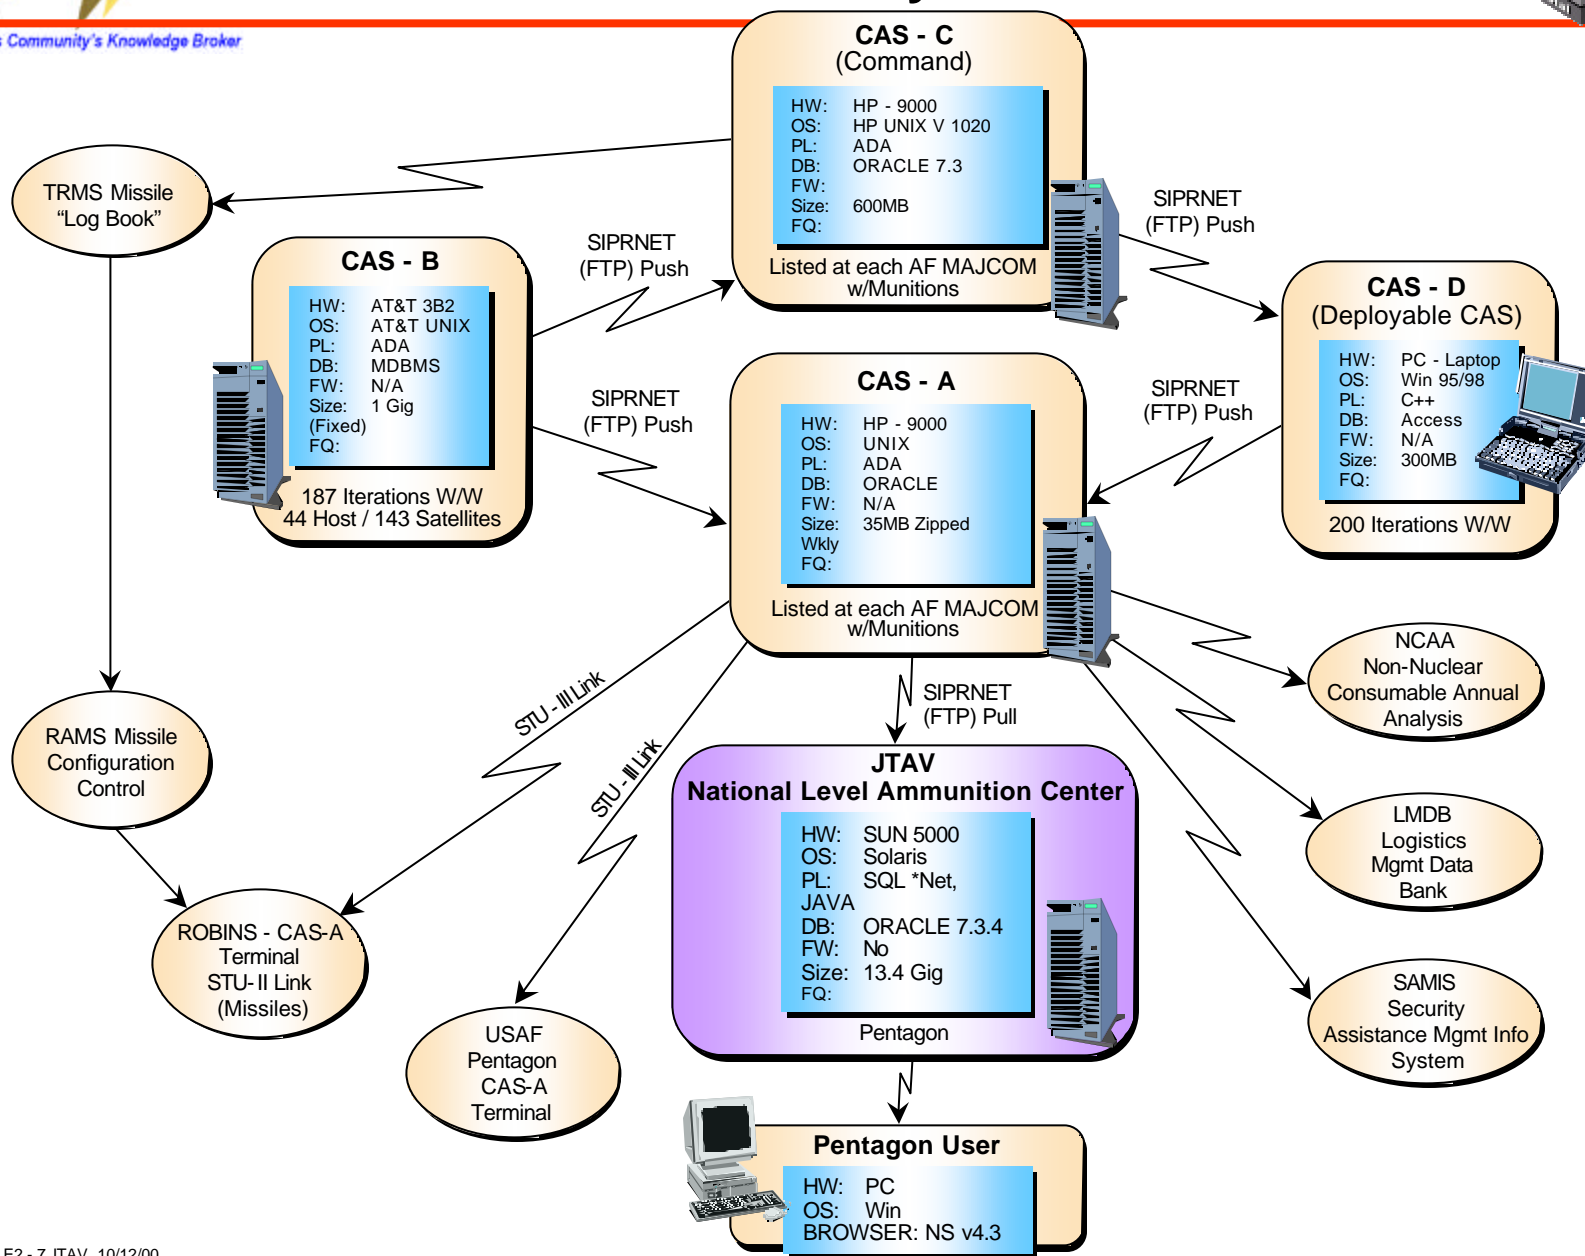 s Community's Knowledge Broker
CAS - C
(Command)
HW: HP - 9000
OS: HP UNIX V 1020
PL: ADA
DB: ORACLE 7.3
FW:
Size: 600MB
FQ:
Listed at each AF MAJCOM
w/Munitions
TRMS Missile
“Log Book”
SIPRNET
(FTP) Push
SIPRNET
(FTP) Push
CAS - B
HW: AT&T 3B2
OS: AT&T UNIX
PL: ADA
DB: MDBMS
FW: N/A
Size: 1 Gig
(Fixed)
FQ:
187 Iterations W/W
44 Host / 143 Satellites
SIPRNET
(FTP) Push
CAS - A
HW: HP - 9000
OS: UNIX
PL: ADA
DB: ORACLE
FW: N/A
Size: 35MB Zipped
Wkly
FQ:
Listed at each AF MAJCOM
w/Munitions
SIPRNET
(FTP) Push
CAS - D
(Deployable CAS)
HW: PC - Laptop
OS: Win 95/98
PL: C++
DB: Access
FW: N/A
Size: 300MB
FQ:
200 Iterations W/W
STU - III Link
STU - III Link
SIPRNET
(FTP) Pull
NCAA
Non-Nuclear
Consumable Annual
Analysis
RAMS Missile
Configuration
Control
JTAV
National Level Ammunition Center
HW: SUN 5000
OS: Solaris
PL: SQL *Net,
JAVA
DB: ORACLE 7.3.4
FW: No
Size: 13.4 Gig
FQ:
Pentagon
LMDB
Logistics
Mgmt Data
Bank
ROBINS - CAS-A
Terminal
STU-II Link
(Missiles)
SAMIS
Security
Assistance Mgmt Info
System
USAF
Pentagon
CAS-A
Terminal
Pentagon User
HW: PC
OS: Win
BROWSER: NS v4.3
E2 - 7 JTAV 10/12/00